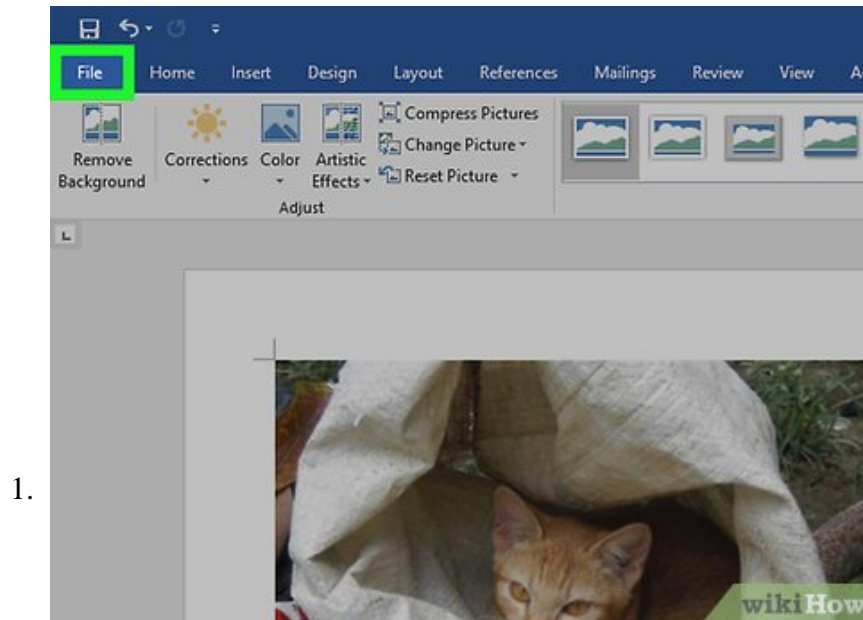 File Home Insert Design Layout References Mailings Review View A
Compress Pictures
Change Picture
Reset Picture
Remove Background
Corrections
Color
Artistic Effects
Adjust
1.
wikiHow